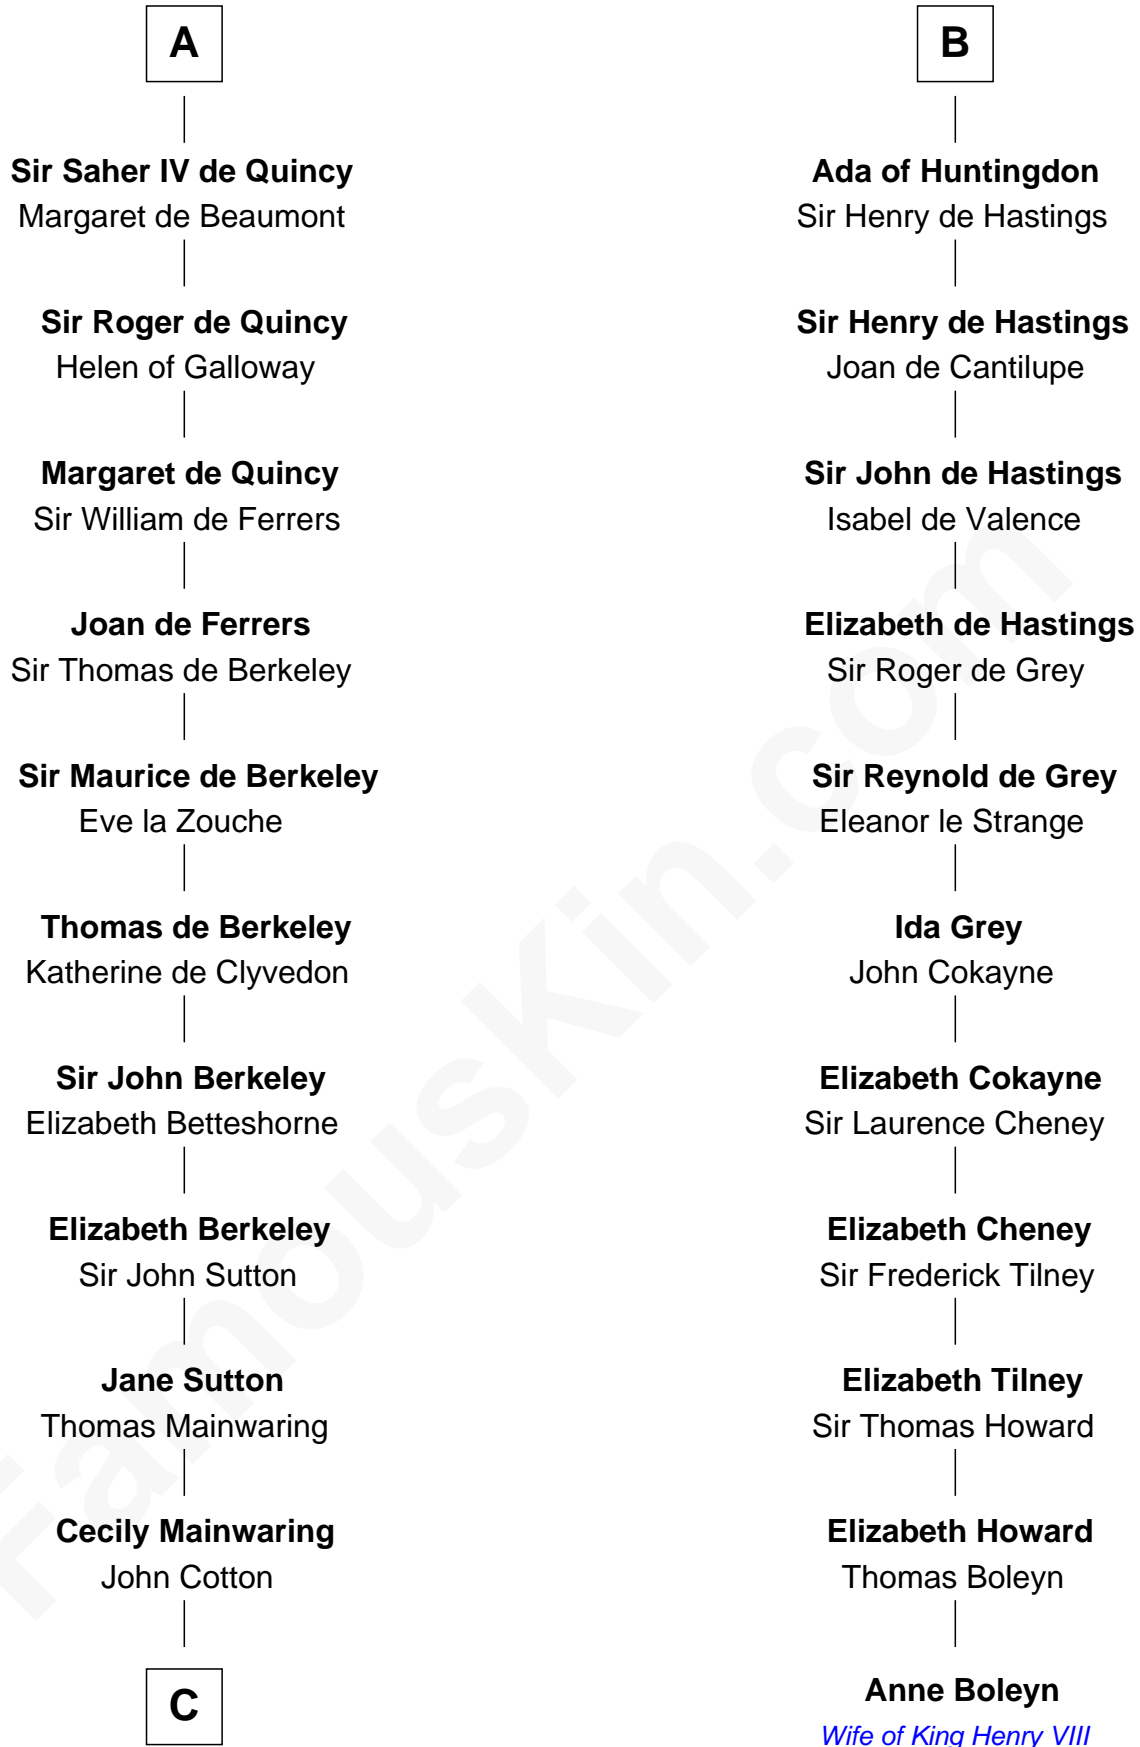 A
Sir Saher IV de Quincy
Margaret de Beaumont
Sir Roger de Quincy
Helen of Galloway
Margaret de Quincy
Sir William de Ferrers
Joan de Ferrers
Sir Thomas de Berkeley
Sir Maurice de Berkeley
Eve la Zouche
Thomas de Berkeley
Katherine de Clyvedon
Sir John Berkeley
Elizabeth Betteshorne
Elizabeth Berkeley
Sir John Sutton
Jane Sutton
Thomas Mainwaring
Cecily Mainwaring
John Cotton
C
B
Ada of Huntingdon
Sir Henry de Hastings
Sir Henry de Hastings
Joan de Cantilupe
Sir John de Hastings
Isabel de Valence
Elizabeth de Hastings
Sir Roger de Grey
Sir Reynold de Grey
Eleanor le Strange
Ida Grey
John Cokayne
Elizabeth Cokayne
Sir Laurence Cheney
Elizabeth Cheney
Sir Frederick Tilney
Elizabeth Tilney
Sir Thomas Howard
Elizabeth Howard
Thomas Boleyn
Anne Boleyn
Wife of King Henry VIII
FamousKin.com